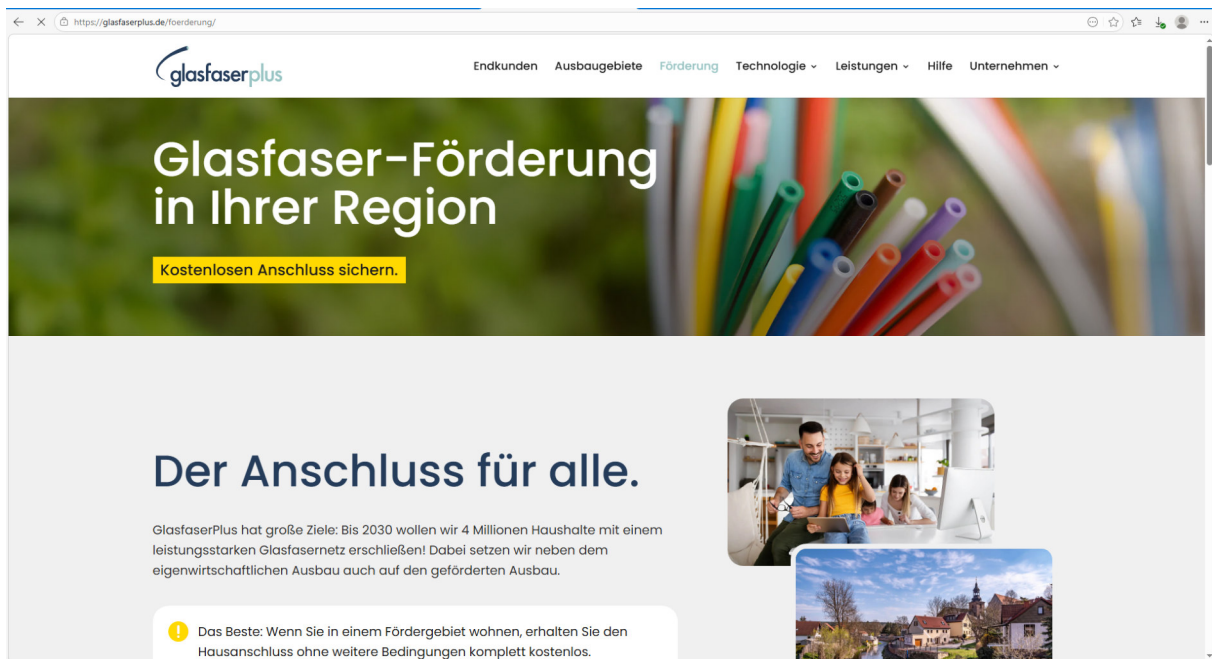 https://glasfaserplus.de/foerderung/
glasfaserplus
Endkunden Ausbaugebiete Förderung Technologie Leistungen Hilfe Unternehmen
Glasfaser-Förderung
in Ihrer Region
Kostenlosen Anschluss sichern.
Der Anschluss für alle.
GlasfaserPlus hat große Ziele: Bis 2030 wollen wir 4 Millionen Haushalte mit einem
leistungsstarken Glasfasernetz erschließen! Dabei setzen wir neben dem
eigenwirtschaftlichen Ausbau auch auf den geförderten Ausbau.
! Das Beste: Wenn Sie in einem Fördergebiet wohnen, erhalten Sie den
Hausanschluss ohne weitere Bedingungen komplett kostenlos.